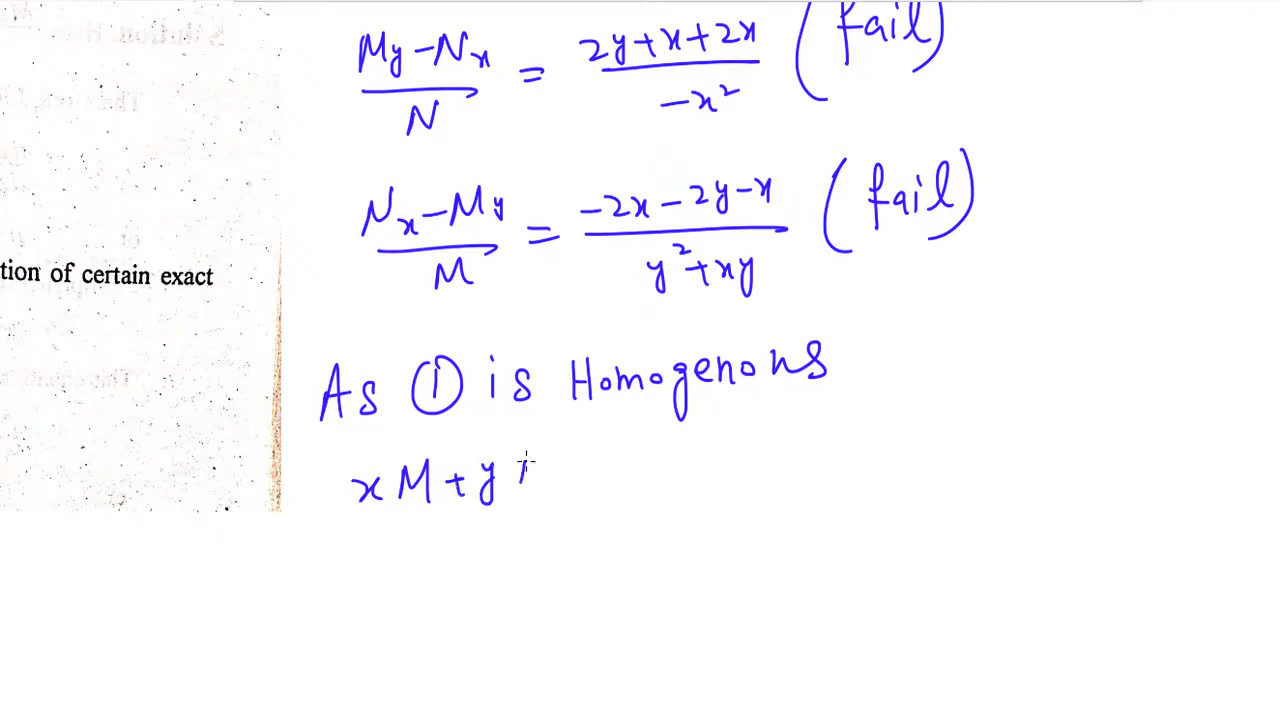 My - Nx / N = 2y + x + 2x / -x² (fail)
Nx - My / M = -2x - 2y - x / y² + xy (fail)
tion of certain exact
As ① is Homogenous
x M + y